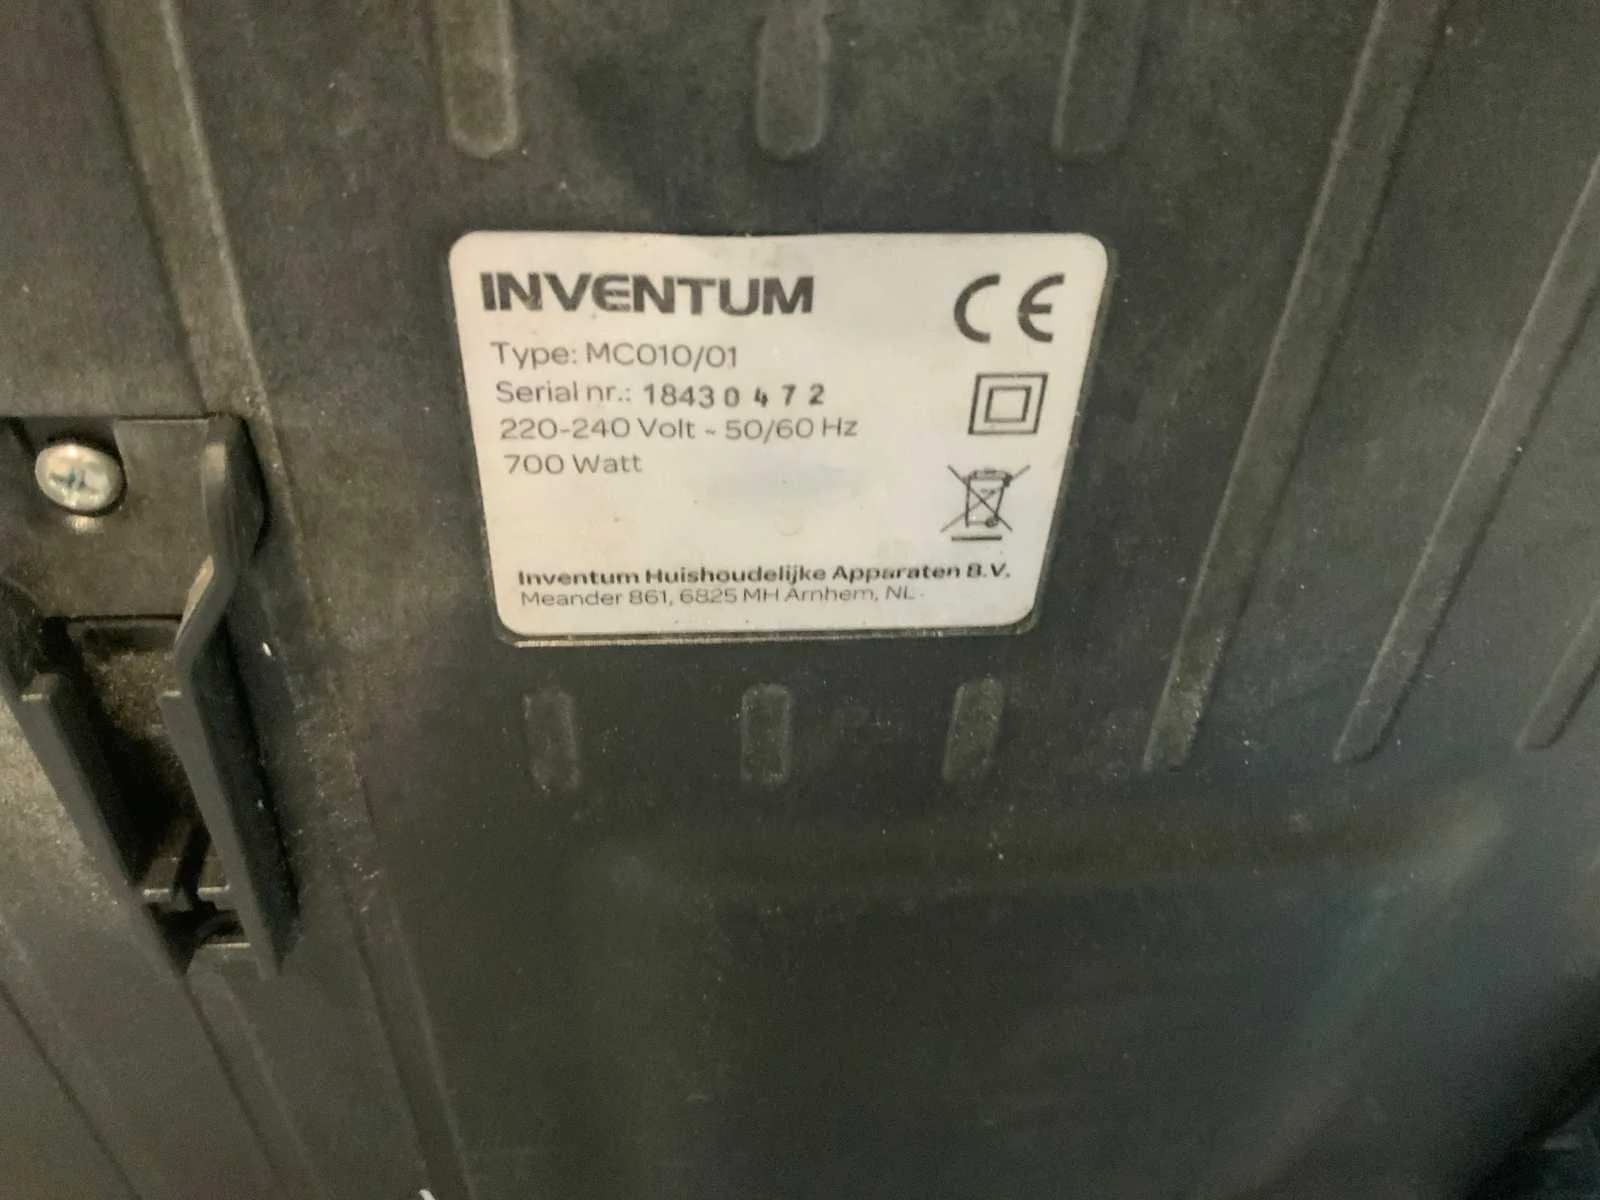 INVENTUM
CE
Type: MC010/01
Serial nr.: 18430472
220-240 Volt ~ 50/60 Hz
700 Watt
Inventum Huishoudelijke Apparaten B.V.
Meander 861, 6825 MH Arnhem, NL